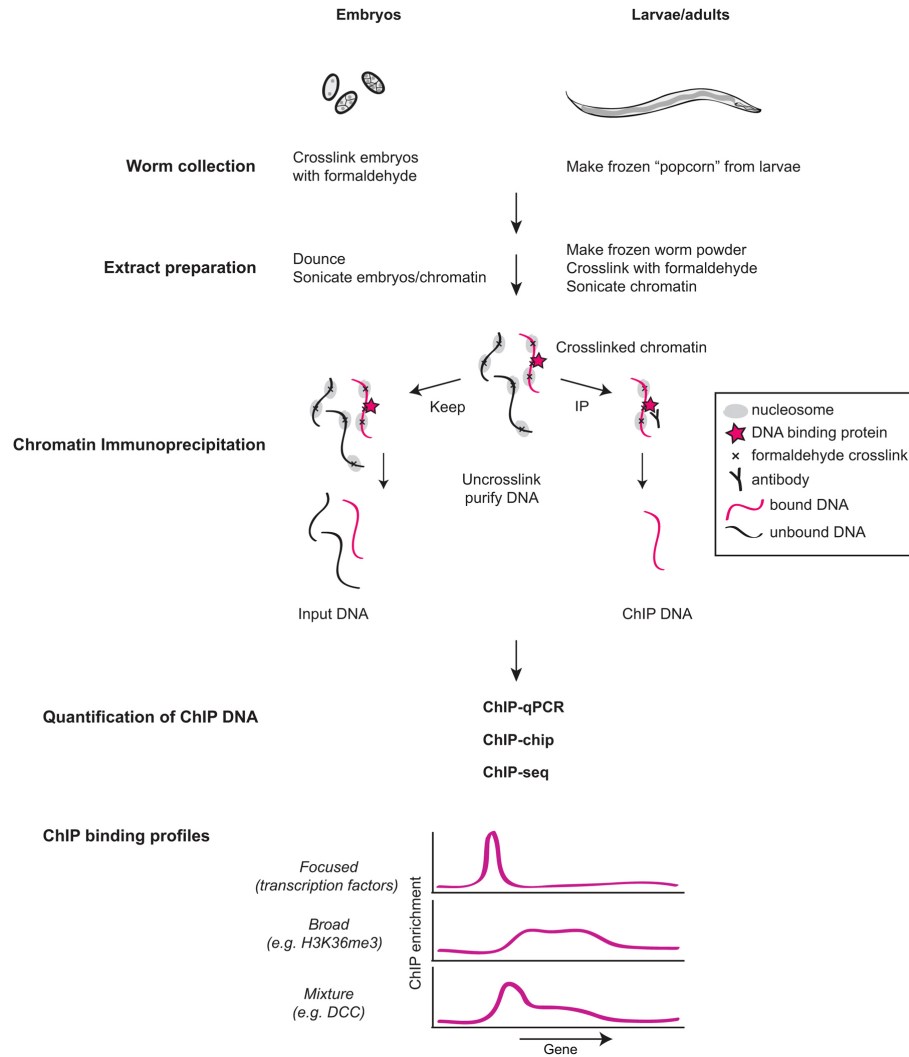 Embryos
Larvae/adults
Worm collection
Crosslink embryos
with formaldehyde
Make frozen “popcorn” from larvae
Extract preparation
Dounce
Sonicate embryos/chromatin
Make frozen worm powder
Crosslink with formaldehyde
Sonicate chromatin
Crosslinked chromatin
Keep
IP
Chromatin Immunoprecipitation
Uncrosslink
purify DNA
nucleosome
DNA binding protein
formaldehyde crosslink
antibody
bound DNA
unbound DNA
Input DNA
ChIP DNA
Quantification of ChIP DNA
ChIP-qPCR
ChIP-chip
ChIP-seq
ChIP binding profiles
Focused
(transcription factors)
Broad
(e.g. H3K36me3)
Mixture
(e.g. DCC)
ChIP enrichment
Gene